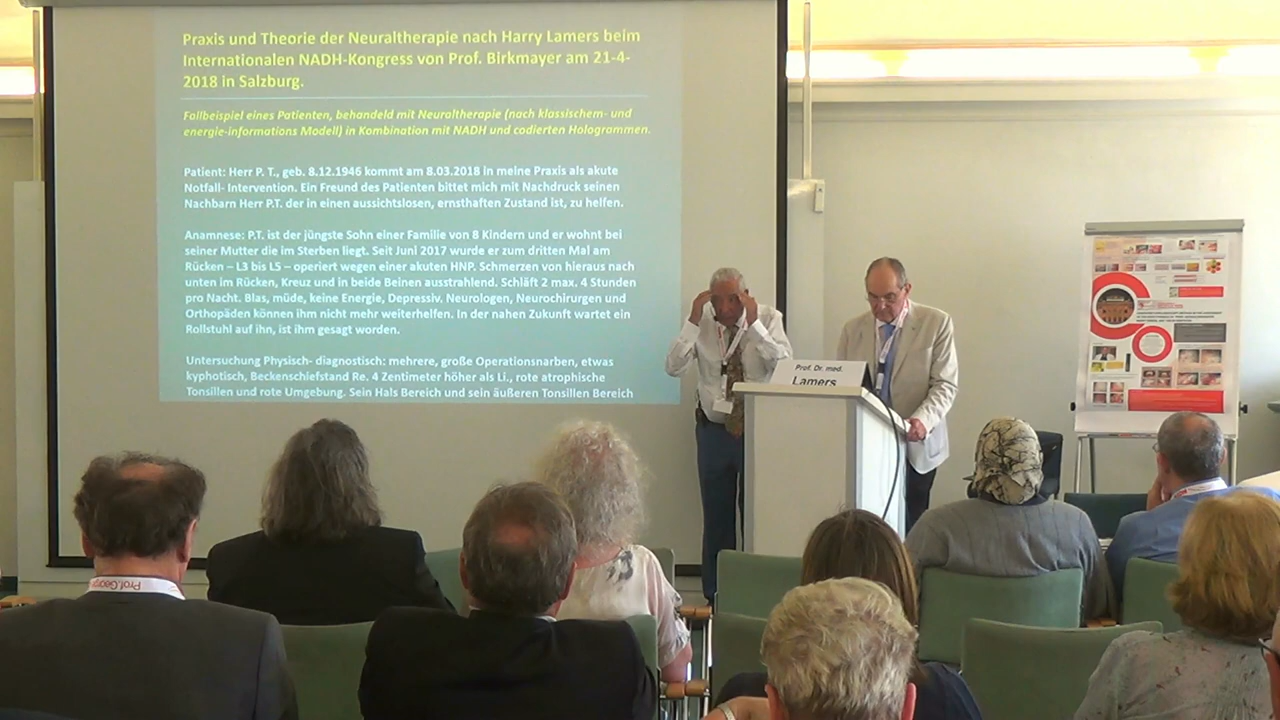 Praxis und Theorie der Neuraltherapie nach Harry Lamers beim
Internationalen NADH-Kongress von Prof. Birkmayer am 21-4-
2018 in Salzburg.
Fallbeispiel eines Patienten, behandeld mit Neuraltherapie (nach klassischem- und
energie-informations Modell) in Kombination mit NADH und codierten Hologrammen.
Patient: Herr P. T., geb. 8.12.1946 kommt am 8.03.2018 in meine Praxis als akute
Notfall- Intervention. Ein Freund des Patienten bittet mich mit Nachdruck seinen
Nachbarn Herr P.T. der in einen aussichtslosen, ernsthaften Zustand ist, zu helfen.
Anamnese: P.T. ist der jüngste Sohn einer Familie von 8 Kindern und er wohnt bei
seiner Mutter die im Sterben liegt. Seit Juni 2017 wurde er zum dritten Mal am
Rücken – L3 bis L5 – operiert wegen einer akuten HNP. Schmerzen von hieraus nach
unten im Rücken, Kreuz und in beide Beinen ausstrahlend. Schläft 2 max. 4 Stunden
pro Nacht. Blas, müde, keine Energie, Depressiv. Neurologen, Neurochirurgen und
Orthopäden können ihm nicht mehr weiterhelfen. In der nahen Zukunft wartet ein
Rollstuhl auf ihn, ist ihm gesagt worden.
Untersuchung Physisch- diagnostisch: mehrere, große Operationsnarben, etwas
kyphotisch, Beckenschiefstand Re. 4 Zentimeter höher als Li., rote atrophische
Tonsillen und rote Umgebung. Sein Hals Bereich und sein äußeren Tonsillen Bereich
Prof. Dr. med.
Lamers